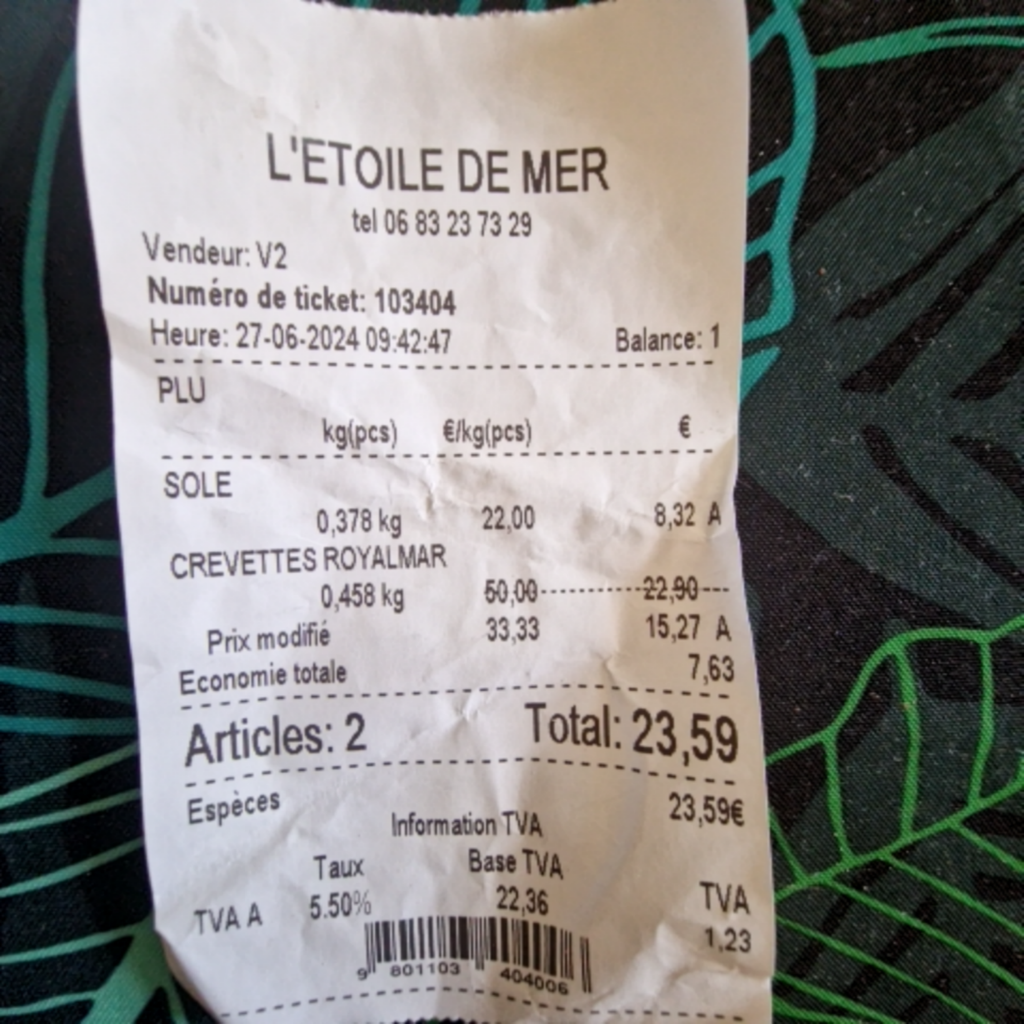 L'ETOILE DE MER
tel 06 83 23 73 29
Vendeur: V2
Numéro de ticket: 103404
Heure: 27-06-2024 09:42:47 Balance: 1
PLU
kg(pcs) €/kg(pcs) €
SOLE
0,378 kg 22,00 8,32 A
CREVETTES ROYALMAR
0,458 kg 50,00 22,90
Prix modifié 33,33 15,27 A
Economie totale 7,63
Articles: 2 Total: 23,59
Espèces 23,59€
Information TVA
Taux Base TVA TVA
TVA A 5.50% 22,36 1,23
9 801103 404006